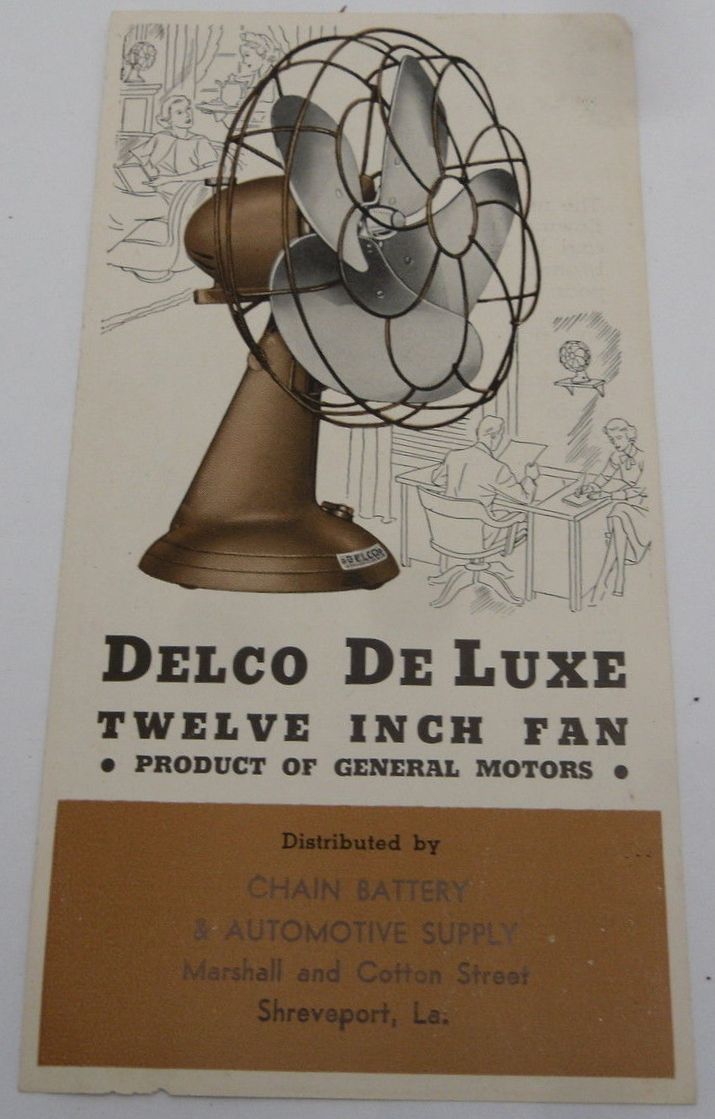 DELCO
DELCO DE LUXE
TWELVE INCH FAN
• PRODUCT OF GENERAL MOTORS •
Distributed by
CHAIN BATTERY
& AUTOMOTIVE SUPPLY
Marshall and Cotton Street
Shreveport, La.